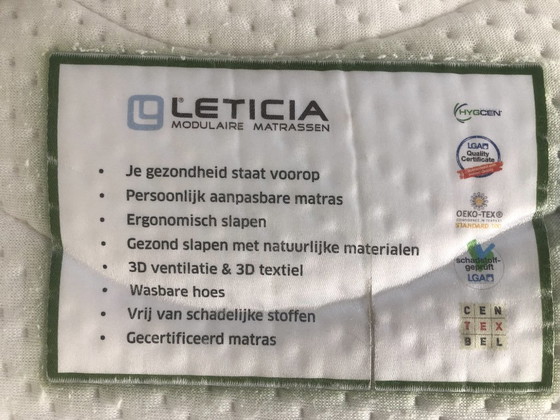 L'ETICIA
MODULAIRE MATRASSEN
• Je gezondheid staat voorop
• Persoonlijk aanpasbare matras
• Ergonomisch slapen
• Gezond slapen met natuurlijke materialen
• 3D ventilatie & 3D textiel
• Wasbare hoes
• Vrij van schadelijke stoffen
• Gecertificeerd matras
HYGCEN
LGA
Quality
Certificate
OEKO-TEX®
STANDARD 100
schadstoff-
geprüft
LGA
CEN
TEX
BEL